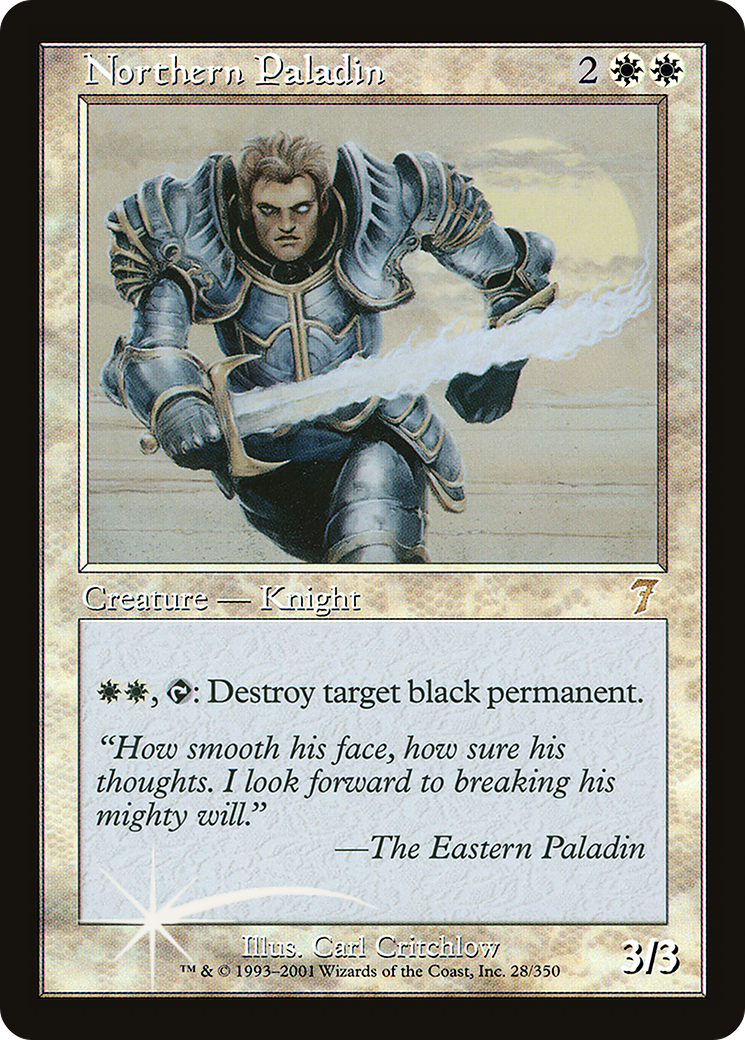 Northern Paladin 2
Creature — Knight 7
, : Destroy target black permanent.
“How smooth his face, how sure his
thoughts. I look forward to breaking his
mighty will.”
—The Eastern Paladin
Illus. Carl Critchlow
™ & © 1993–2001 Wizards of the Coast, Inc. 28/350
3/3